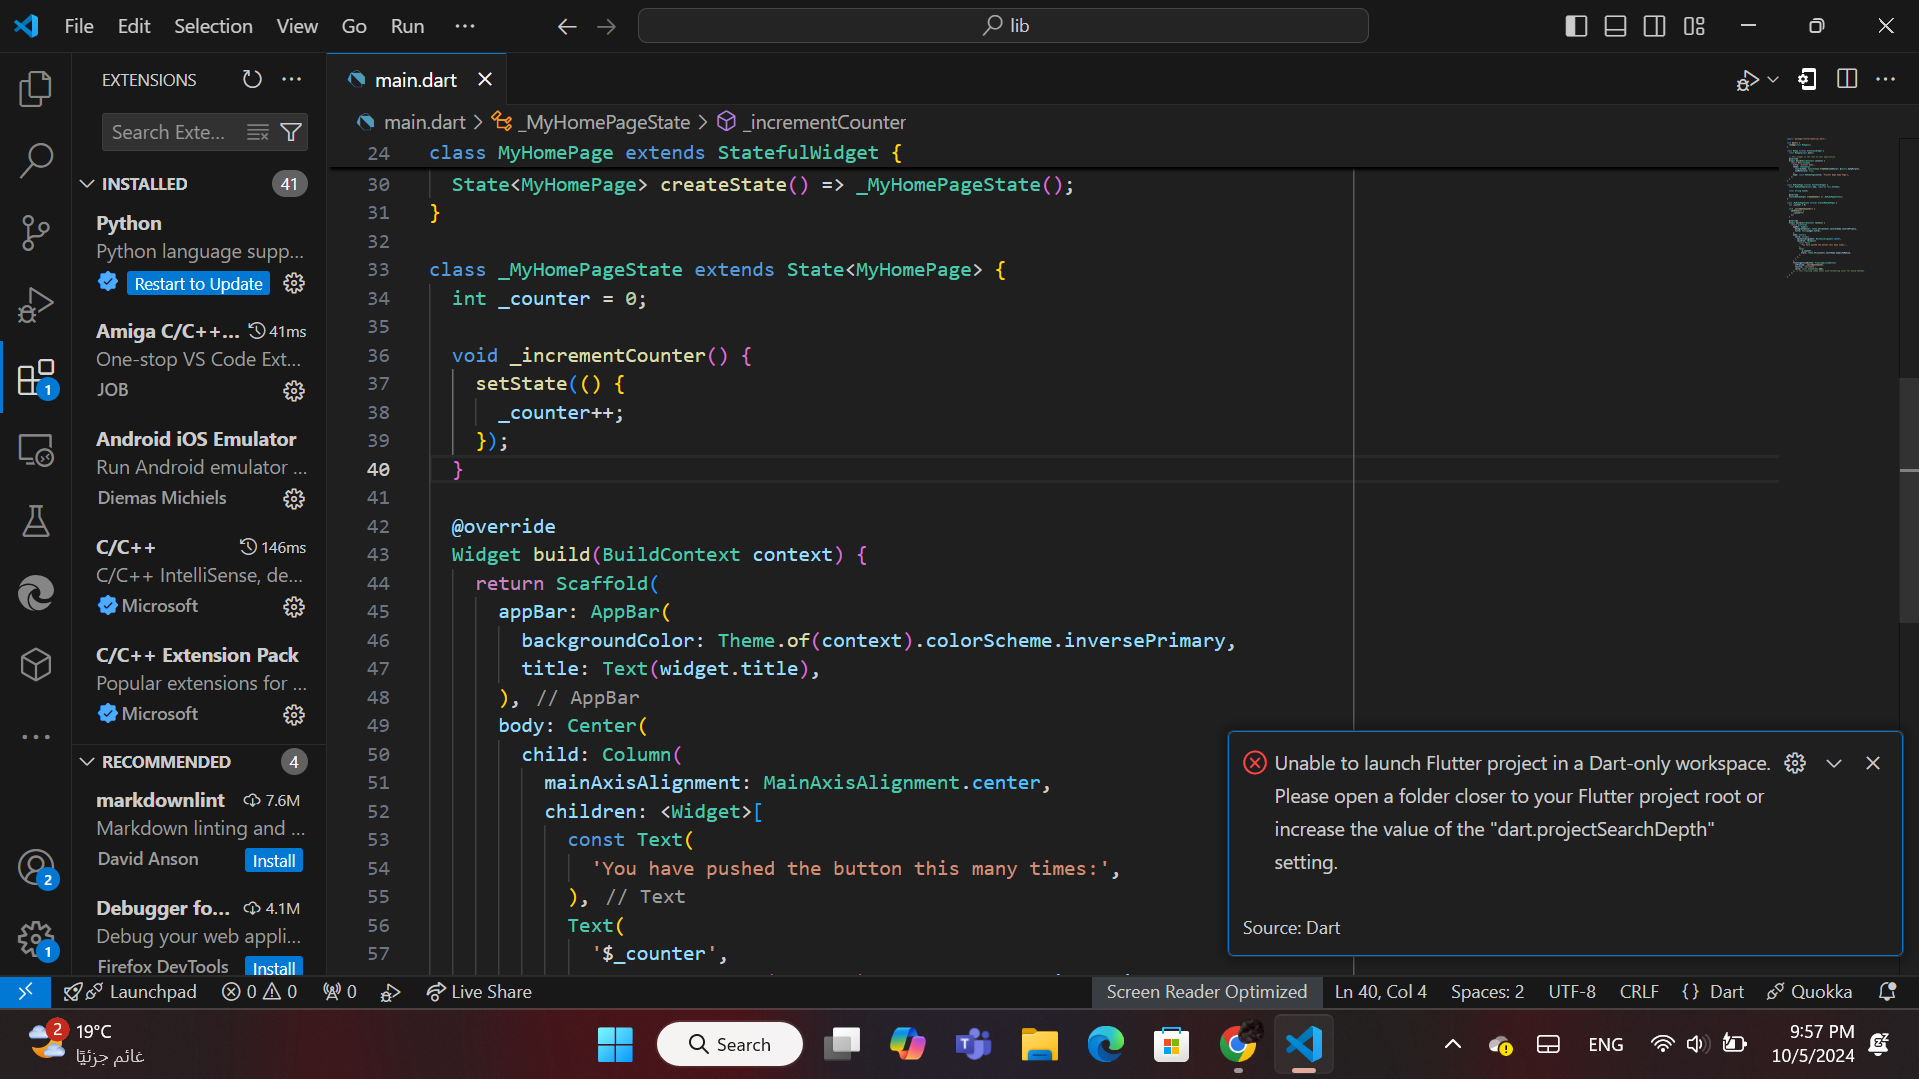 File Edit Selection View Go Run ...
lib
EXTENSIONS
Search Exte...
INSTALLED 41
Python
Python language supp...
Restart to Update
Amiga C/C++... 41ms
One-stop VS Code Ext...
JOB
Android iOS Emulator
Run Android emulator ...
Diemas Michiels
C/C++ 146ms
C/C++ IntelliSense, de...
Microsoft
C/C++ Extension Pack
Popular extensions for ...
Microsoft
RECOMMENDED 4
markdownlint 7.6M
Markdown linting and ...
David Anson Install
Debugger fo... 4.1M
Debug your web appli...
Firefox DevTools Install
1
2
1
main.dart
main.dart > _MyHomePageState > _incrementCounter
24 class MyHomePage extends StatefulWidget {
30 State<MyHomePage> createState() => _MyHomePageState();
31 }
32
33 class _MyHomePageState extends State<MyHomePage> {
34 int _counter = 0;
35
36 void _incrementCounter() {
37 setState(() {
38 _counter++;
39 });
40 }
41
42 @override
43 Widget build(BuildContext context) {
44 return Scaffold(
45 appBar: AppBar(
46 backgroundColor: Theme.of(context).colorScheme.inversePrimary,
47 title: Text(widget.title),
48 ), // AppBar
49 body: Center(
50 child: Column(
51 mainAxisAlignment: MainAxisAlignment.center,
52 children: <Widget>[
53 const Text(
54 'You have pushed the button this many times:',
55 ), // Text
56 Text(
57 '$_counter',
Unable to launch Flutter project in a Dart-only workspace.
Please open a folder closer to your Flutter project root or
increase the value of the "dart.projectSearchDepth"
setting.
Source: Dart
Launchpad 0 0 0 Live Share Screen Reader Optimized Ln 40, Col 4 Spaces: 2 UTF-8 CRLF {} Dart Quokka
2 19°C
غائم جزئيًا
Search
ENG
9:57 PM
10/5/2024